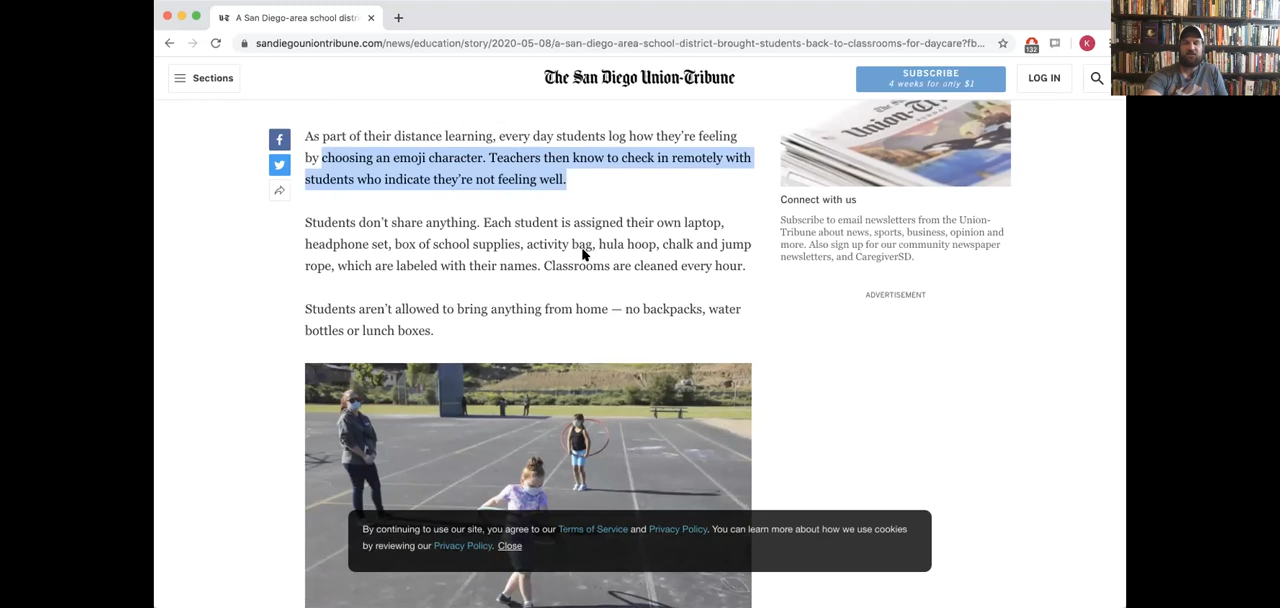 A San Diego-area school distri
sandiegouniontribune.com/news/education/story/2020-05-08/a-san-diego-area-school-district-brought-students-back-to-classrooms-for-daycare?fb...
132
K
Sections
The San Diego Union-Tribune
SUBSCRIBE
4 weeks for only $1
LOG IN
As part of their distance learning, every day students log how they’re feeling
by choosing an emoji character. Teachers then know to check in remotely with
students who indicate they’re not feeling well.
Students don’t share anything. Each student is assigned their own laptop,
headphone set, box of school supplies, activity bag, hula hoop, chalk and jump
rope, which are labeled with their names. Classrooms are cleaned every hour.
Students aren’t allowed to bring anything from home — no backpacks, water
bottles or lunch boxes.
Connect with us
Subscribe to email newsletters from the Union-
Tribune about news, sports, business, opinion and
more. Also sign up for our community newspaper
newsletters, and CaregiverSD.
ADVERTISEMENT
By continuing to use our site, you agree to our Terms of Service and Privacy Policy. You can learn more about how we use cookies
by reviewing our Privacy Policy. Close